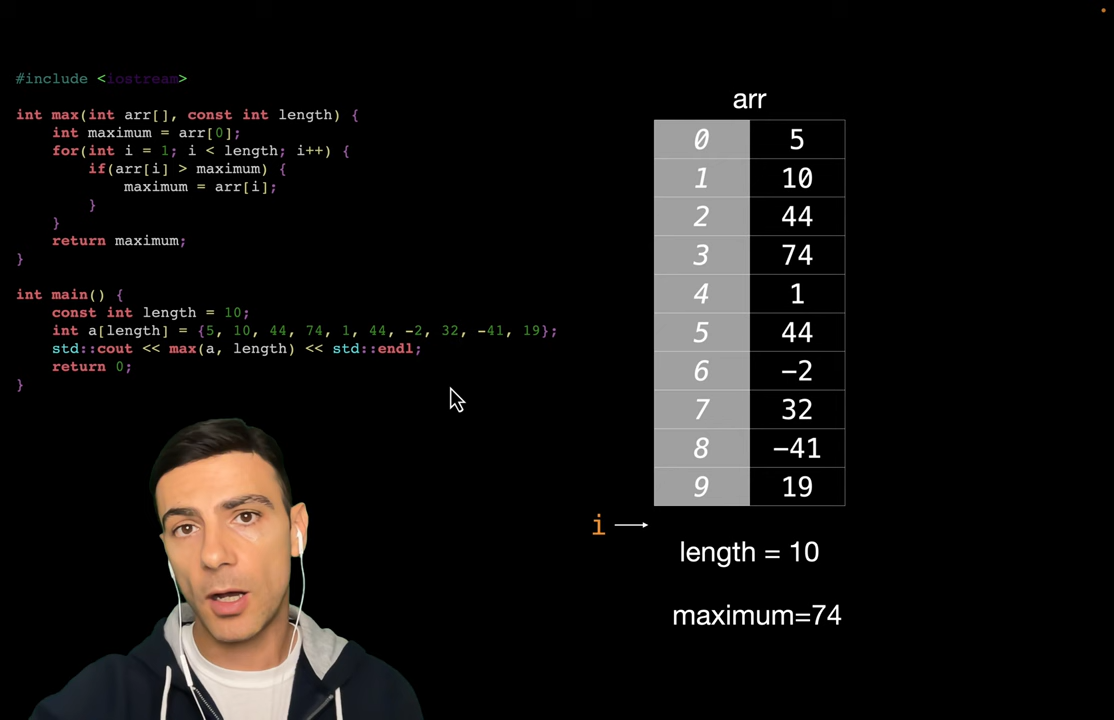 #include <iostream>
int max(int arr[], const int length) {
int maximum = arr[0];
for(int i = 1; i < length; i++) {
if(arr[i] > maximum) {
maximum = arr[i];
}
}
return maximum;
}
int main() {
const int length = 10;
int a[length] = {5, 10, 44, 74, 1, 44, -2, 32, -41, 19};
std::cout << max(a, length) << std::endl;
return 0;
}
arr
0 5
1 10
2 44
3 74
4 1
5 44
6 -2
7 32
8 -41
9 19
i
length = 10
maximum=74